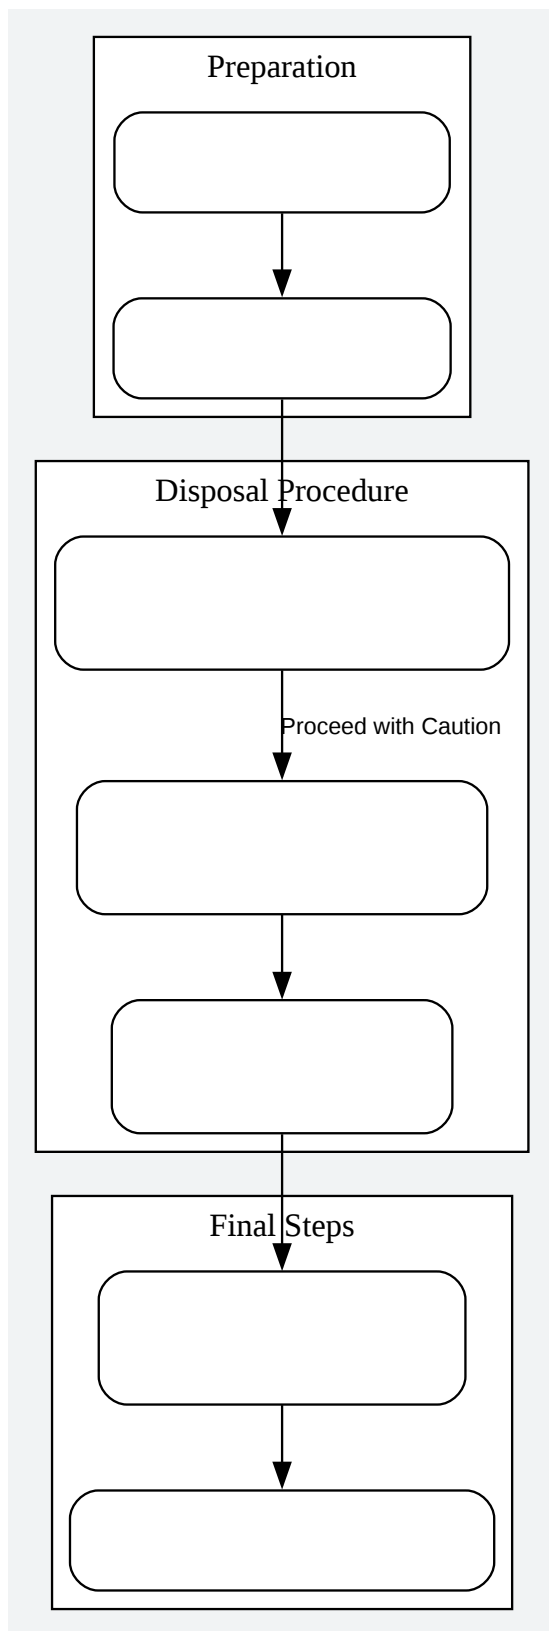 Preparation
Disposal Procedure
Proceed with Caution
Final Steps